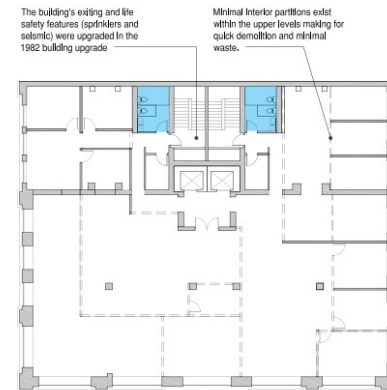 The building's exiting and life
safety features (sprinklers and
seismic) were upgraded in the
1982 building upgrade
Minimal interior partitions exist
within the upper levels making for
quick demolition and minimal
waste.